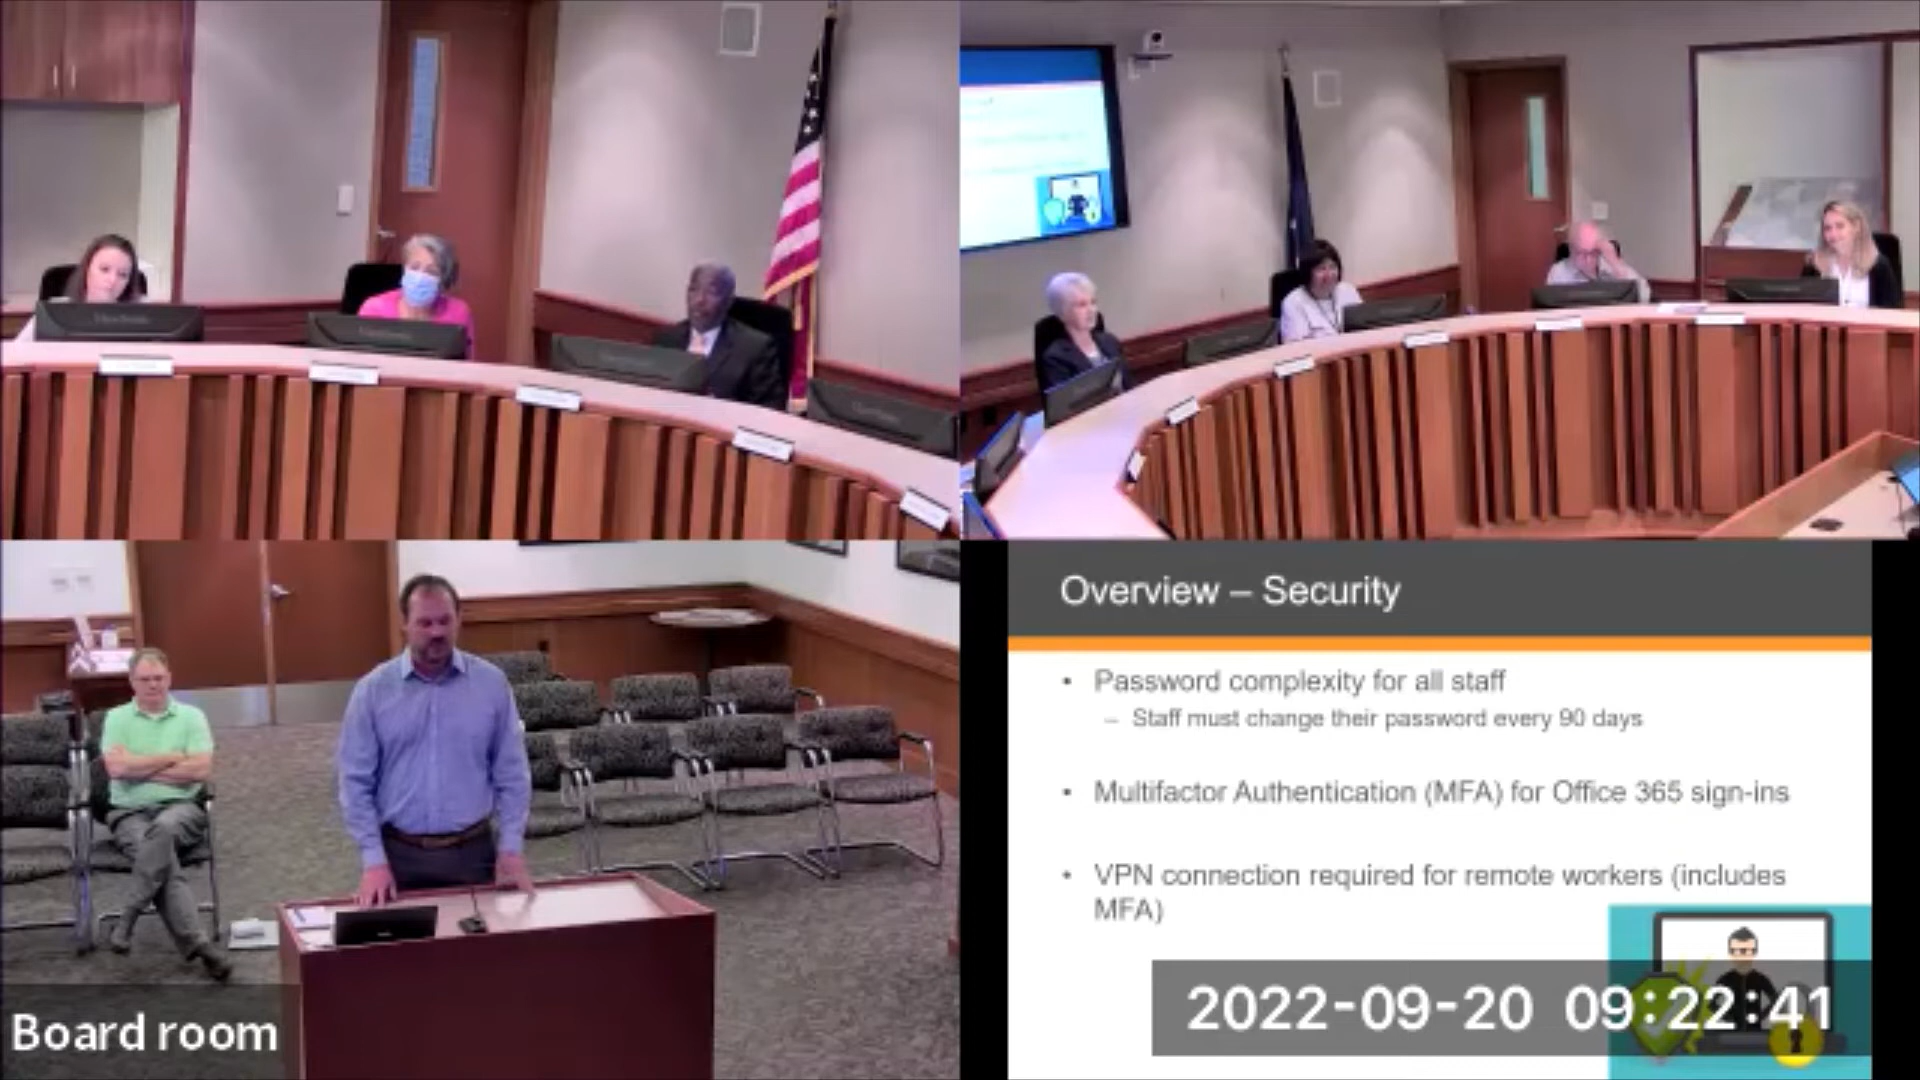 Overview – Security
• Password complexity for all staff
– Staff must change their password every 90 days
• Multifactor Authentication (MFA) for Office 365 sign-ins
• VPN connection required for remote workers (includes
MFA)
2022-09-20 09:22:41
Board room